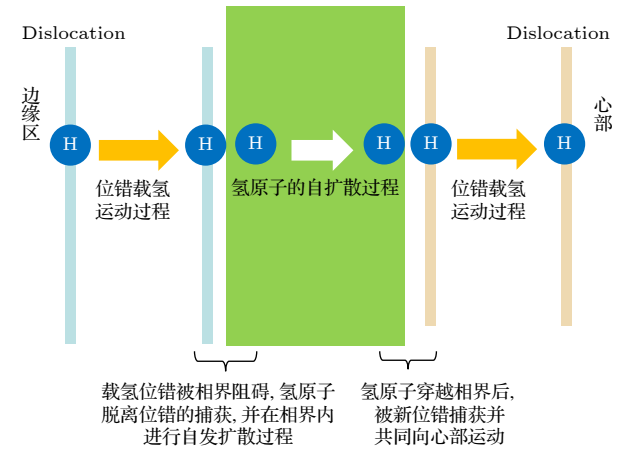 Dislocation
Dislocation
边缘区
心部
H
H
H
H
H
H
位错载氢
运动过程
氢原子的自扩散过程
位错载氢
运动过程
载氢位错被相界阻碍, 氢原子
脱离位错的捕获, 并在相界内
进行自发扩散过程
氢原子穿越相界后,
被新位错捕获并
共同向心部运动